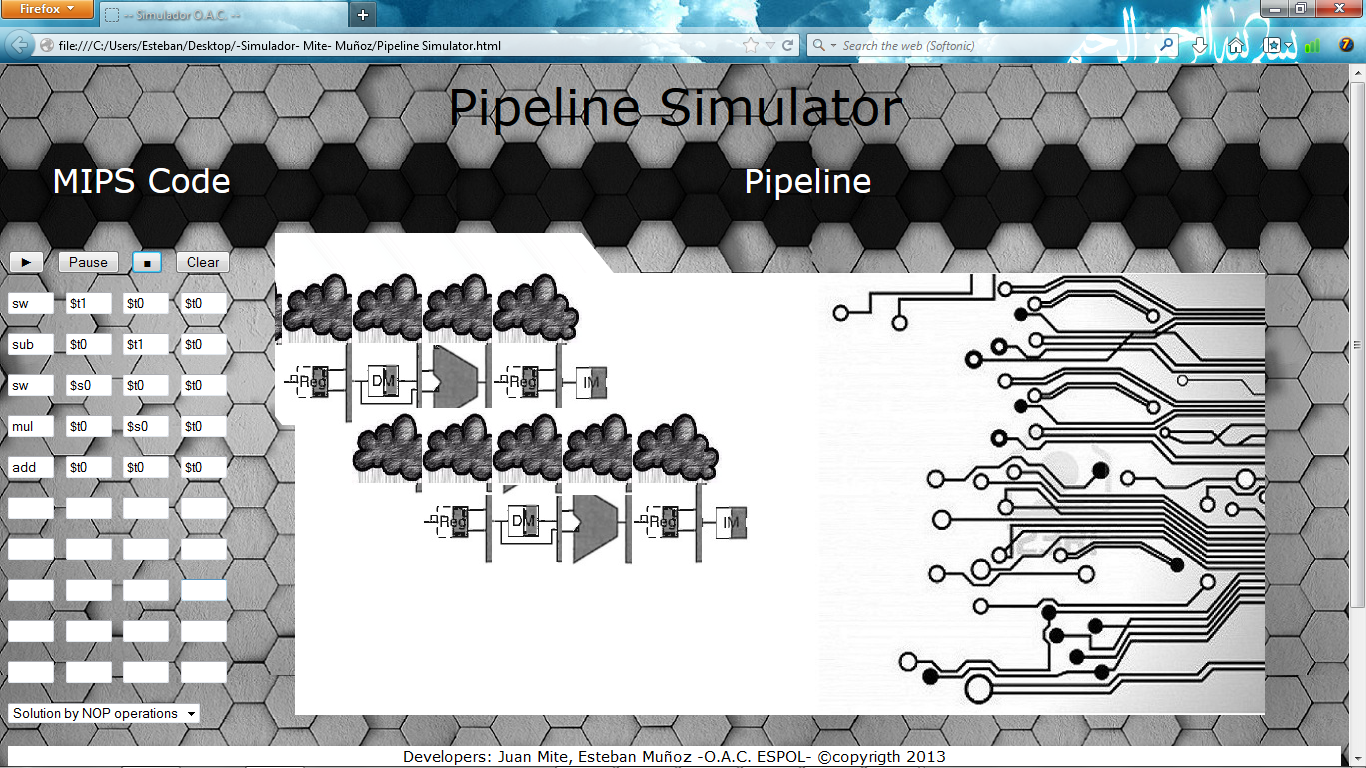 Firefox
-- Simulador O.A.C. --
file:///C:/Users/Esteban/Desktop/-Simulador- Mite- Muñoz/Pipeline Simulator.html
Search the web (Softonic)
Pipeline Simulator
MIPS Code
Pipeline
Pause
Clear
sw $t1 $t0 $t0
sub $t0 $t1 $t0
sw $s0 $t0 $t0
mul $t0 $s0 $t0
add $t0 $t0 $t0
Reg DM Reg IM
Reg DM Reg IM
Solution by NOP operations
Developers: Juan Mite, Esteban Muñoz -O.A.C. ESPOL- ©copyrigth 2013